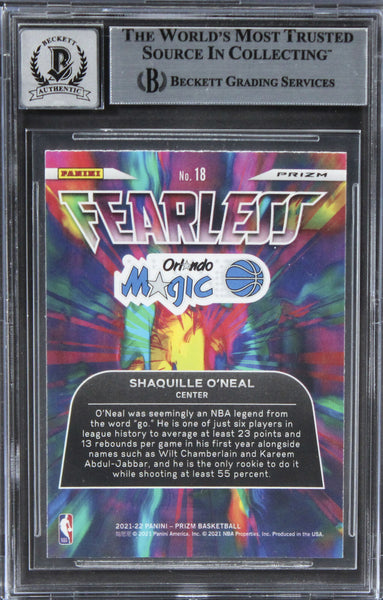 THE WORLD'S MOST TRUSTED
SOURCE IN COLLECTING™
BECKETT
B
AUTHENTIC
B BECKETT GRADING SERVICES
PANINI
No. 18
PRIZM
FEARLESS
Orlando
MAGIC
SHAQUILLE O'NEAL
CENTER
O'Neal was seemingly an NBA legend from
the word "go." He is one of just six players in
league history to average at least 23 points and
13 rebounds per game in his first year alongside
names such as Wilt Chamberlain and Kareem
Abdul-Jabbar, and he is the only rookie to do it
while shooting at least 55 percent.
2021-22 PANINI – PRIZM BASKETBALL
© 2021 Panini America, Inc. © 2021 NBA Properties, Inc. Produced in the USA.